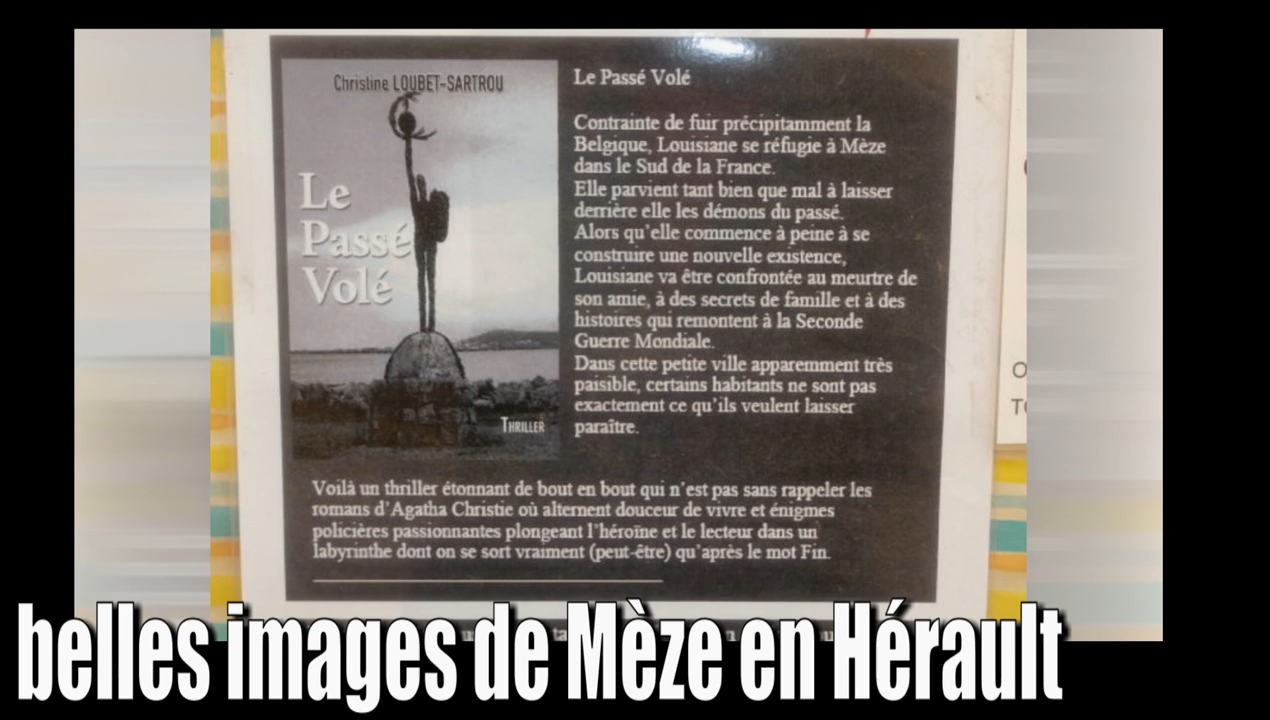 Christine LOUBET-SARTROU
Le
Passé
Volé
THRILLER
Le Passé Volé
Contrainte de fuir précipitamment la
Belgique, Louisiane se réfugie à Mèze
dans le Sud de la France.
Elle parvient tant bien que mal à laisser
derrière elle les démons du passé.
Alors qu'elle commence à peine à se
construire une nouvelle existence,
Louisiane va être confrontée au meurtre de
son amie, à des secrets de famille et à des
histoires qui remontent à la Seconde
Guerre Mondiale.
Dans cette petite ville apparemment très
paisible, certains habitants ne sont pas
exactement ce qu'ils veulent laisser
paraître.
Voilà un thriller étonnant de bout en bout qui n'est pas sans rappeler les
romans d'Agatha Christie où alternent douceur de vivre et énigmes
policières passionnantes plongeant l'héroïne et le lecteur dans un
labyrinthe dont on se sort vraiment (peut-être) qu'après le mot Fin.
belles images de Mèze en Hérault